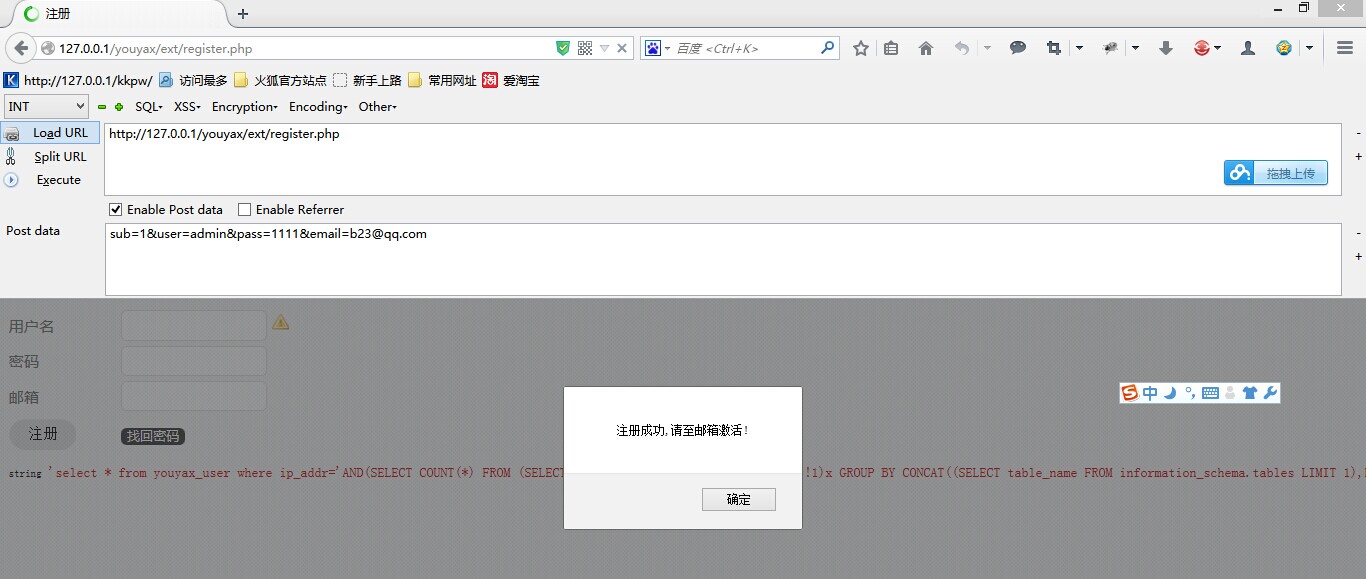 注册
127.0.0.1/youyax/ext/register.php
百度 <Ctrl+K>
http://127.0.0.1/kkpw/ 访问最多 火狐官方站点 新手上路 常用网址 淘 爱淘宝
INT SQL- XSS- Encryption- Encoding- Other-
Load URL
Split URL
Execute
http://127.0.0.1/youyax/ext/register.php
拖拽上传
Enable Post data Enable Referrer
Post data
sub=1&user=admin&pass=1111&email=b23@qq.com
用户名
密码
邮箱
注册 找回密码
中
注册成功,请至邮箱激活!
确定
string 'select * from youyax_user where ip_addr='AND(SELECT COUNT(*) FROM (SELECT !1)x GROUP BY CONCAT((SELECT table_name FROM information_schema.tables LIMIT 1),